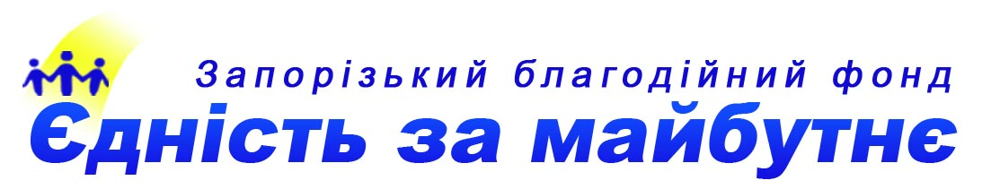 Запорізький благодійний фонд
Єдність за майбутнє